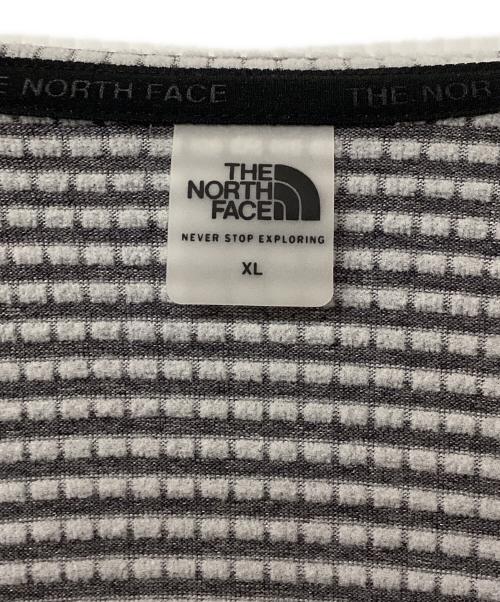 THE NORTH FACE
THE NOR
THE
NORTH
FACE
NEVER STOP EXPLORING
XL